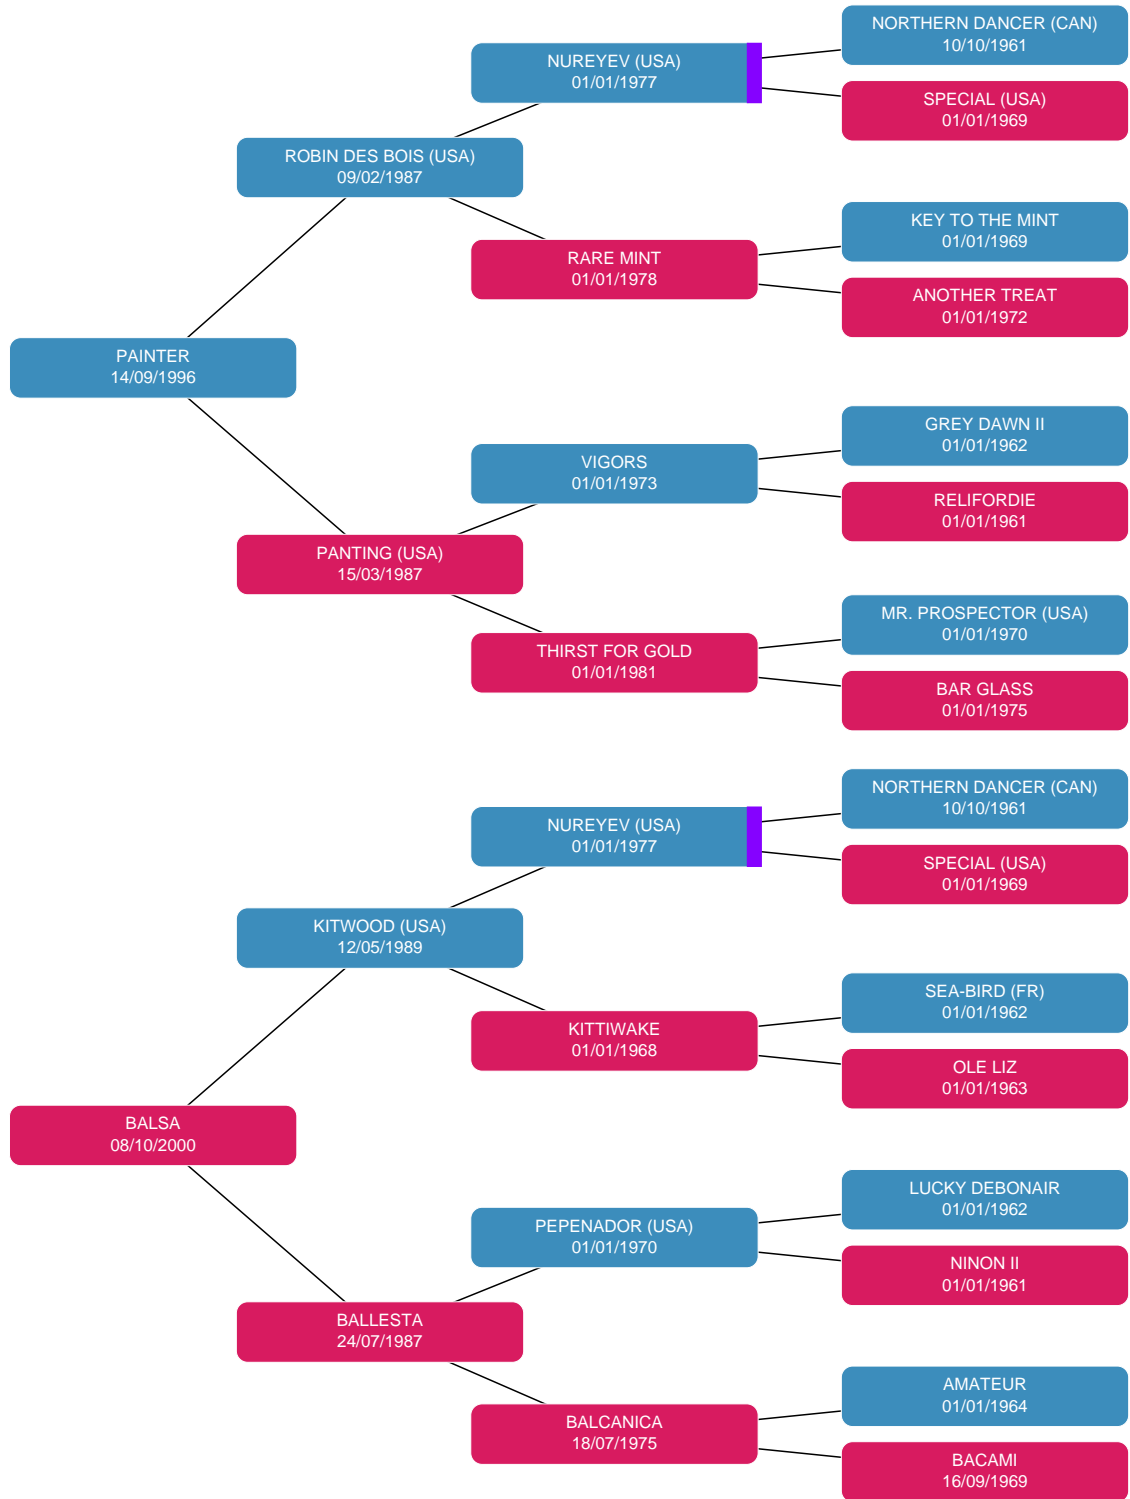 NORTHERN DANCER (CAN)
10/10/1961
NUREYEV (USA)
01/01/1977
SPECIAL (USA)
01/01/1969
ROBIN DES BOIS (USA)
09/02/1987
KEY TO THE MINT
01/01/1969
RARE MINT
01/01/1978
ANOTHER TREAT
01/01/1972
PAINTER
14/09/1996
GREY DAWN II
01/01/1962
VIGORS
01/01/1973
RELIFORDIE
01/01/1961
PANTING (USA)
15/03/1987
MR. PROSPECTOR (USA)
01/01/1970
THIRST FOR GOLD
01/01/1981
BAR GLASS
01/01/1975
NORTHERN DANCER (CAN)
10/10/1961
NUREYEV (USA)
01/01/1977
SPECIAL (USA)
01/01/1969
KITWOOD (USA)
12/05/1989
SEA-BIRD (FR)
01/01/1962
KITTIWAKE
01/01/1968
OLE LIZ
01/01/1963
BALSA
08/10/2000
LUCKY DEBONAIR
01/01/1962
PEPENADOR (USA)
01/01/1970
NINON II
01/01/1961
BALLESTA
24/07/1987
AMATEUR
01/01/1964
BALCANICA
18/07/1975
BACAMI
16/09/1969